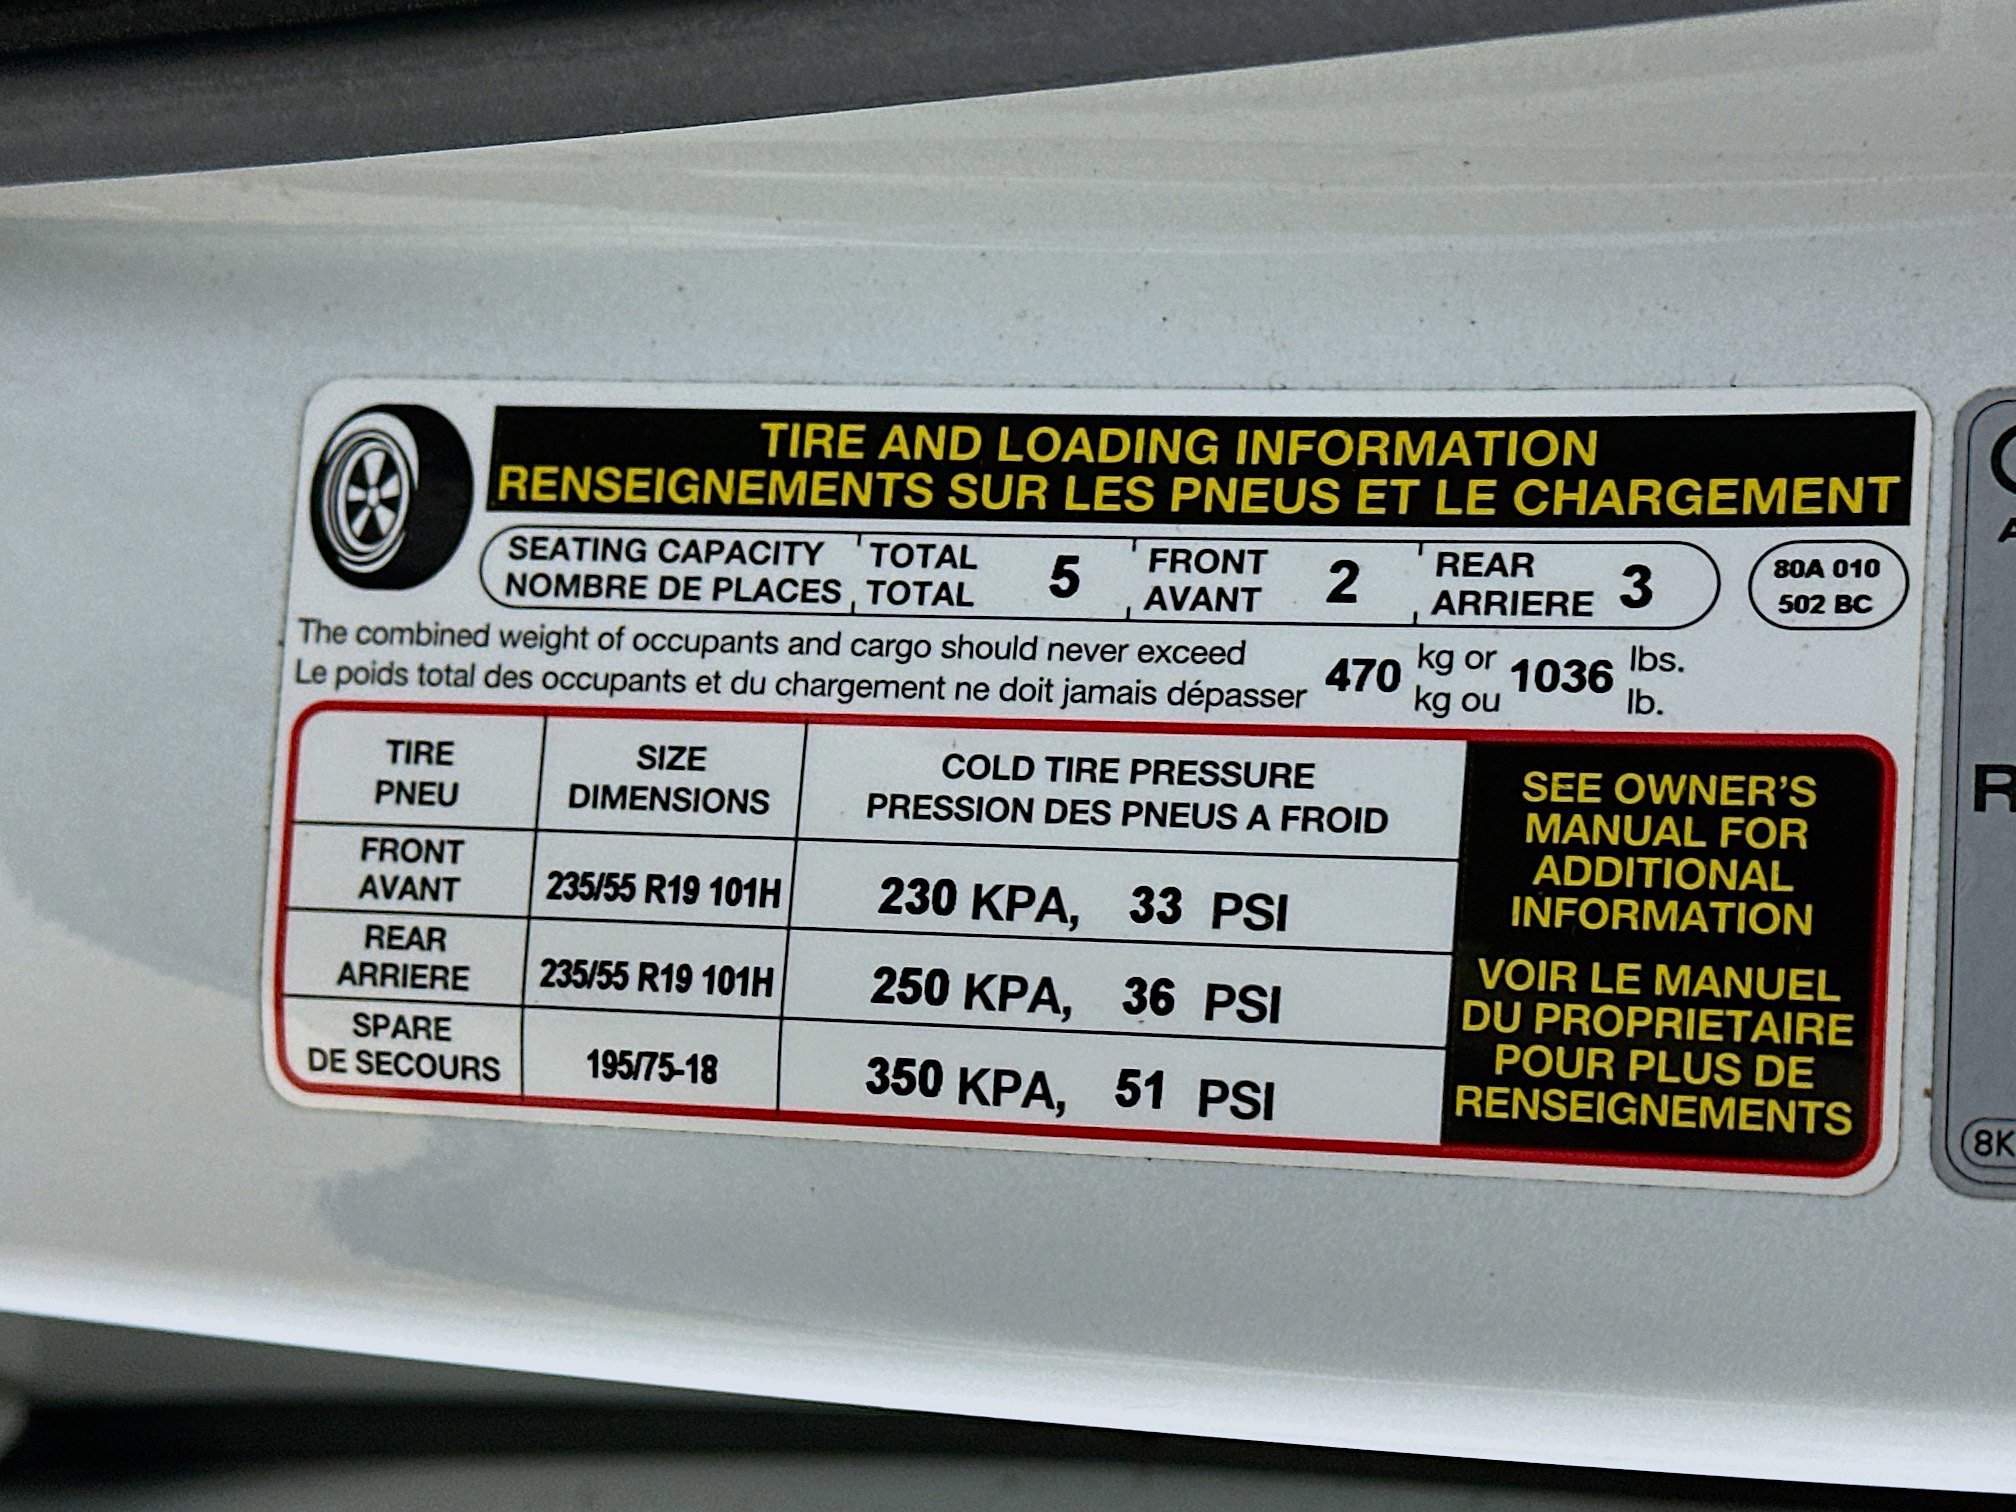 TIRE AND LOADING INFORMATION
RENSEIGNEMENTS SUR LES PNEUS ET LE CHARGEMENT
SEATING CAPACITY TOTAL 5 FRONT 2 REAR 3
NOMBRE DE PLACES TOTAL AVANT ARRIERE
80A 010
502 BC
The combined weight of occupants and cargo should never exceed 470 kg or 1036 lbs.
Le poids total des occupants et du chargement ne doit jamais dépasser kg ou lb.
TIRE SIZE COLD TIRE PRESSURE
PNEU DIMENSIONS PRESSION DES PNEUS A FROID
FRONT
AVANT 235/55 R19 101H 230 KPA, 33 PSI
REAR
ARRIERE 235/55 R19 101H 250 KPA, 36 PSI
SPARE
DE SECOURS 195/75-18 350 KPA, 51 PSI
SEE OWNER'S
MANUAL FOR
ADDITIONAL
INFORMATION
VOIR LE MANUEL
DU PROPRIETAIRE
POUR PLUS DE
RENSEIGNEMENTS
R
8K